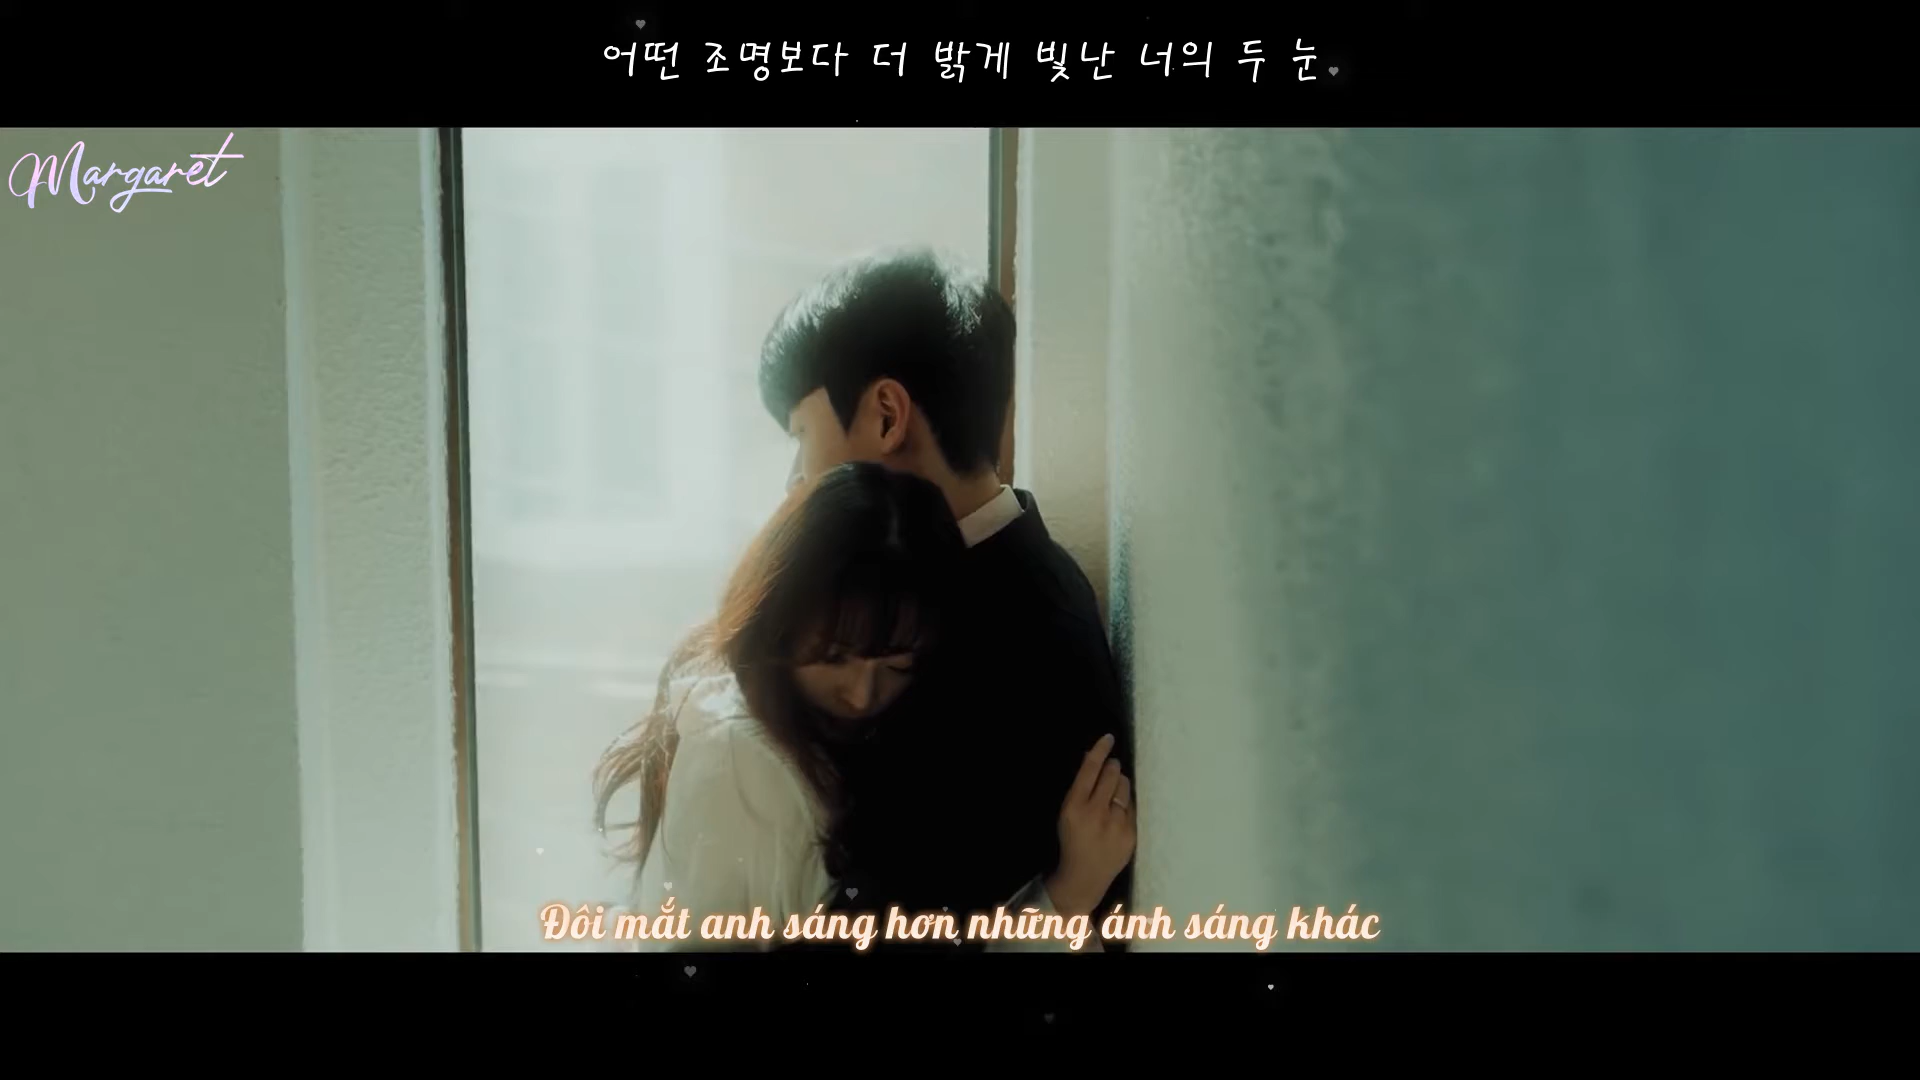 어떤 조명보다 더 밝게 빛난 너의 두 눈
Margaret
Đôi mắt anh sáng hơn những ánh sáng khác